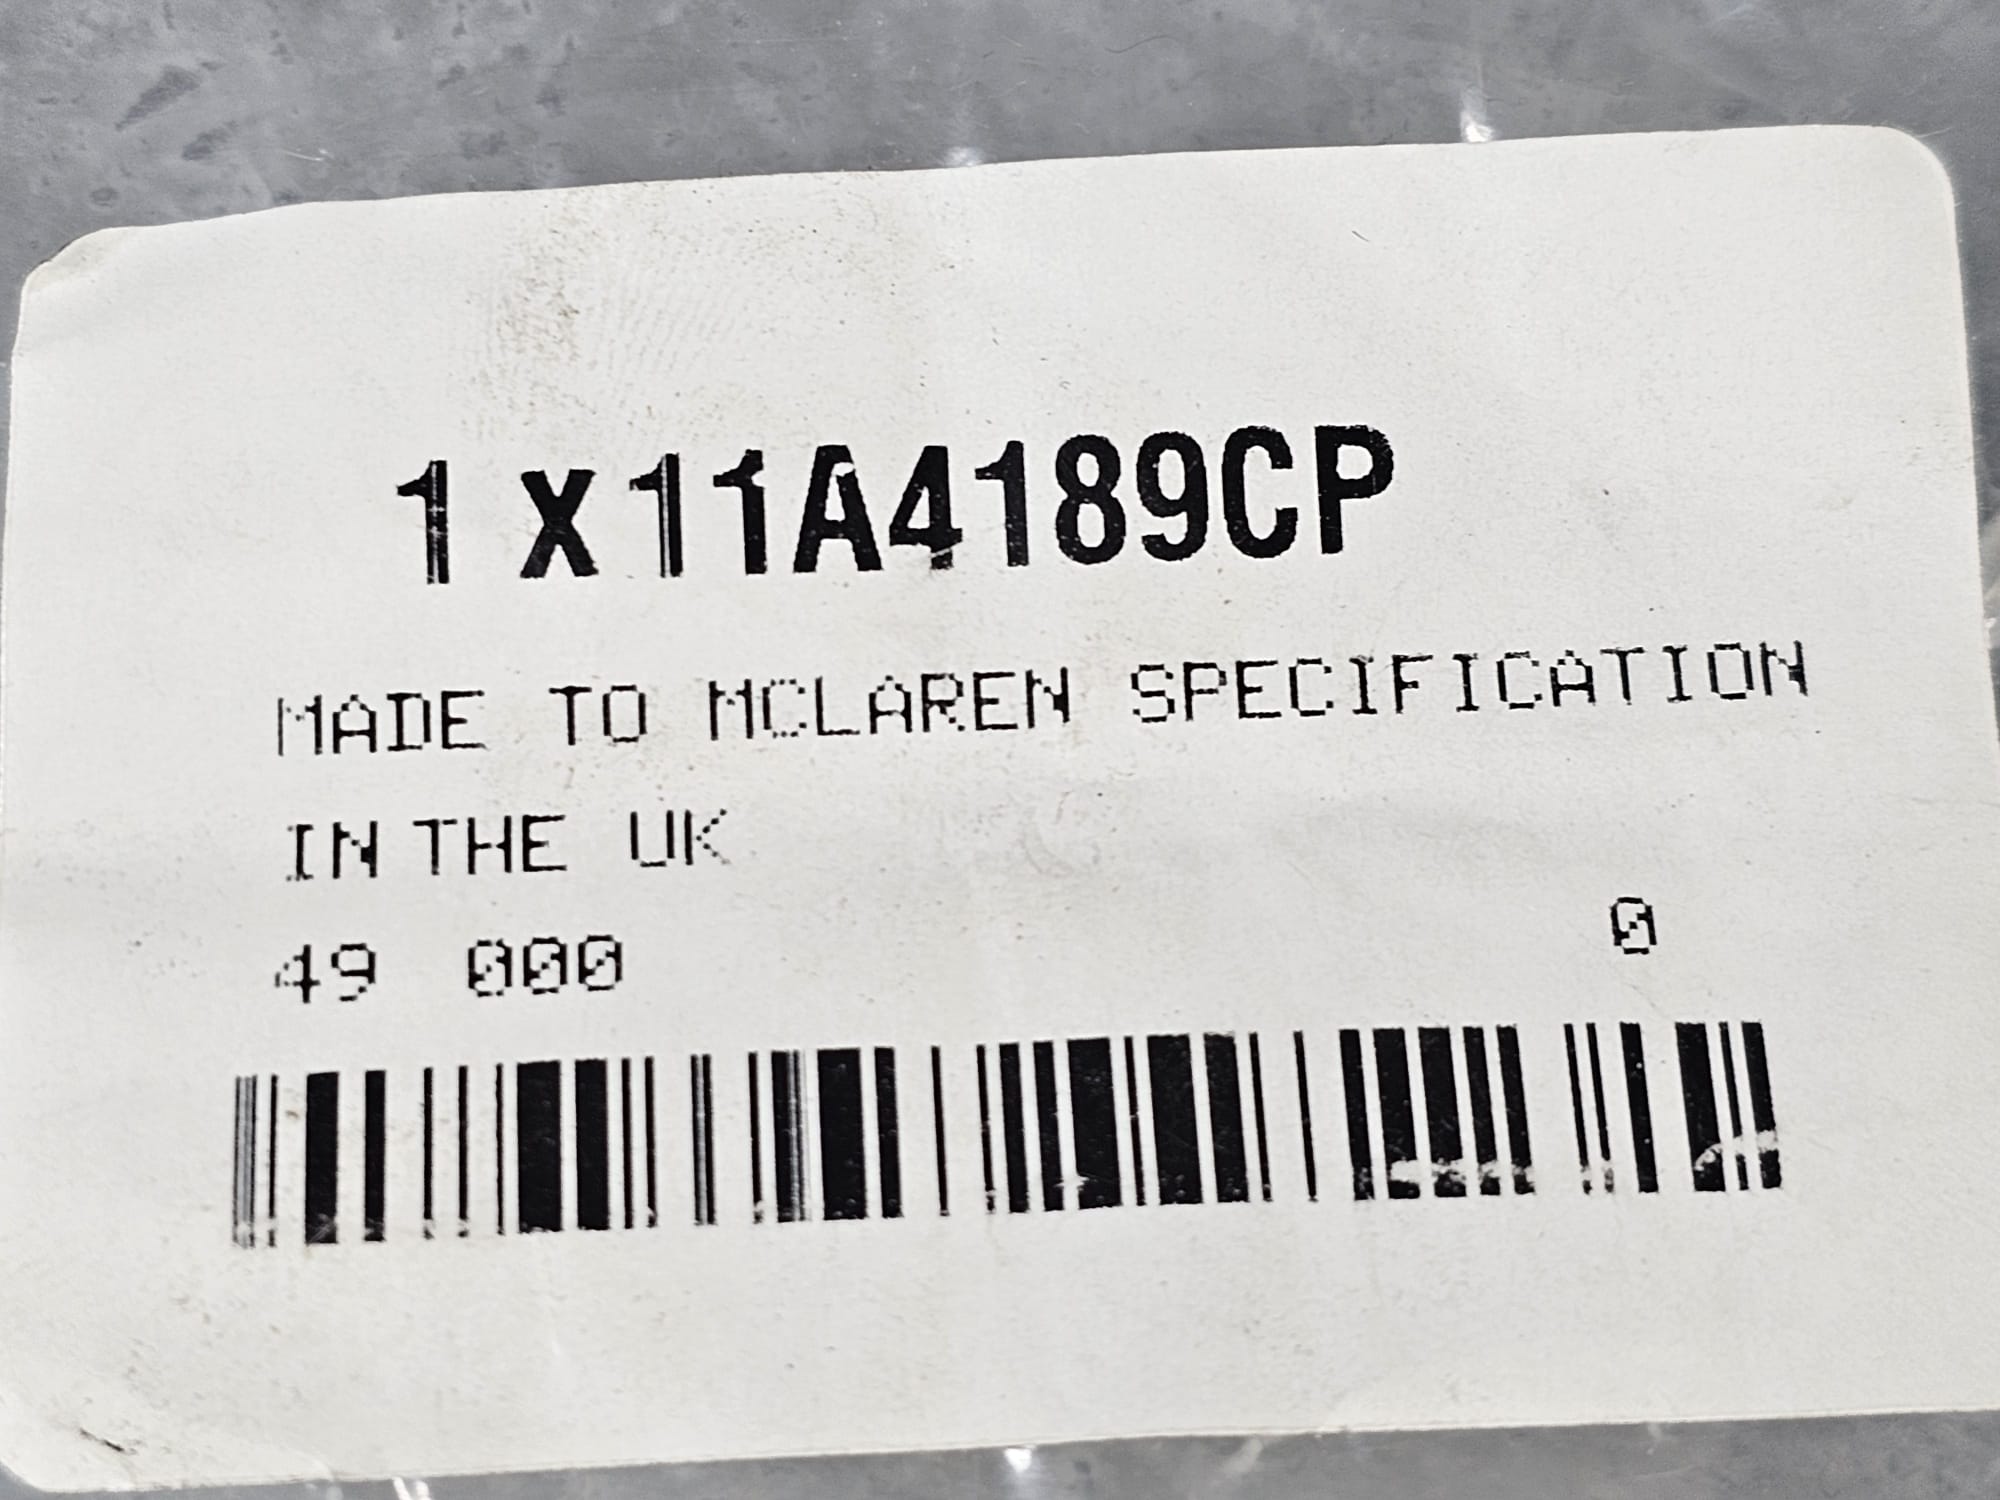 1 x 11A4189CP
MADE TO MCLAREN SPECIFICATION
IN THE UK
49 000 0